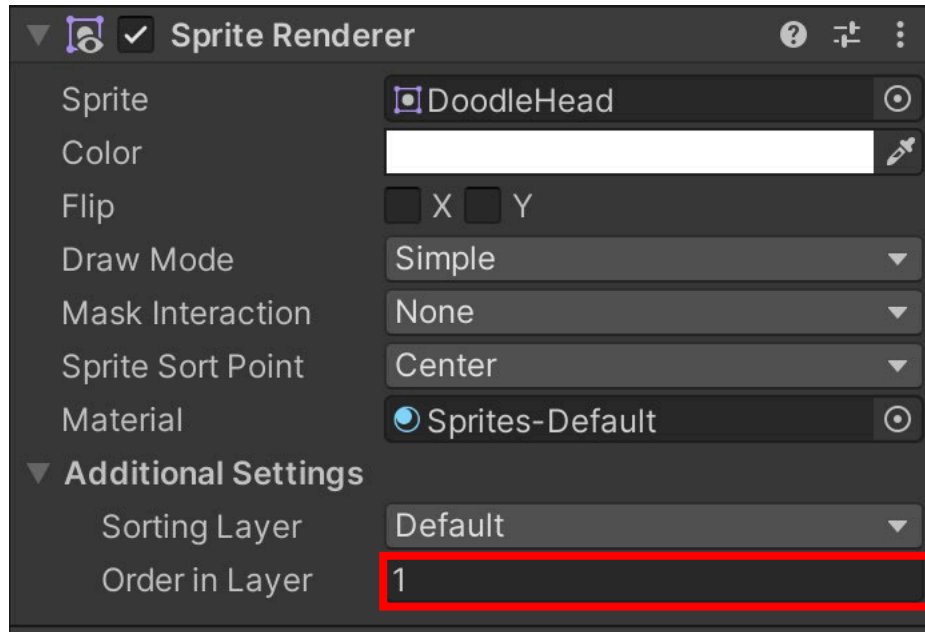 Sprite Renderer
Sprite DoodleHead
Color
Flip X Y
Draw Mode Simple
Mask Interaction None
Sprite Sort Point Center
Material Sprites-Default
Additional Settings
Sorting Layer Default
Order in Layer 1